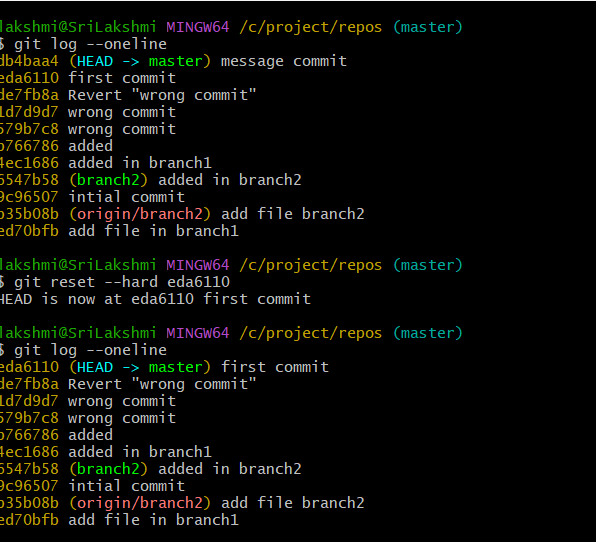 lakshmi@SriLakshmi MINGW64 /c/project/repos (master)
$ git log --oneline
db4baa4 (HEAD -> master) message commit
eda6110 first commit
de7fb8a Revert "wrong commit"
1d7d9d7 wrong commit
579b7c8 wrong commit
b766786 added
4ec1686 added in branch1
6547b58 (branch2) added in branch2
9c96507 intial commit
b35b08b (origin/branch2) add file branch2
ed70bfb add file in branch1
lakshmi@SriLakshmi MINGW64 /c/project/repos (master)
$ git reset --hard eda6110
HEAD is now at eda6110 first commit
lakshmi@SriLakshmi MINGW64 /c/project/repos (master)
$ git log --oneline
eda6110 (HEAD -> master) first commit
de7fb8a Revert "wrong commit"
1d7d9d7 wrong commit
579b7c8 wrong commit
b766786 added
4ec1686 added in branch1
6547b58 (branch2) added in branch2
9c96507 intial commit
b35b08b (origin/branch2) add file branch2
ed70bfb add file in branch1